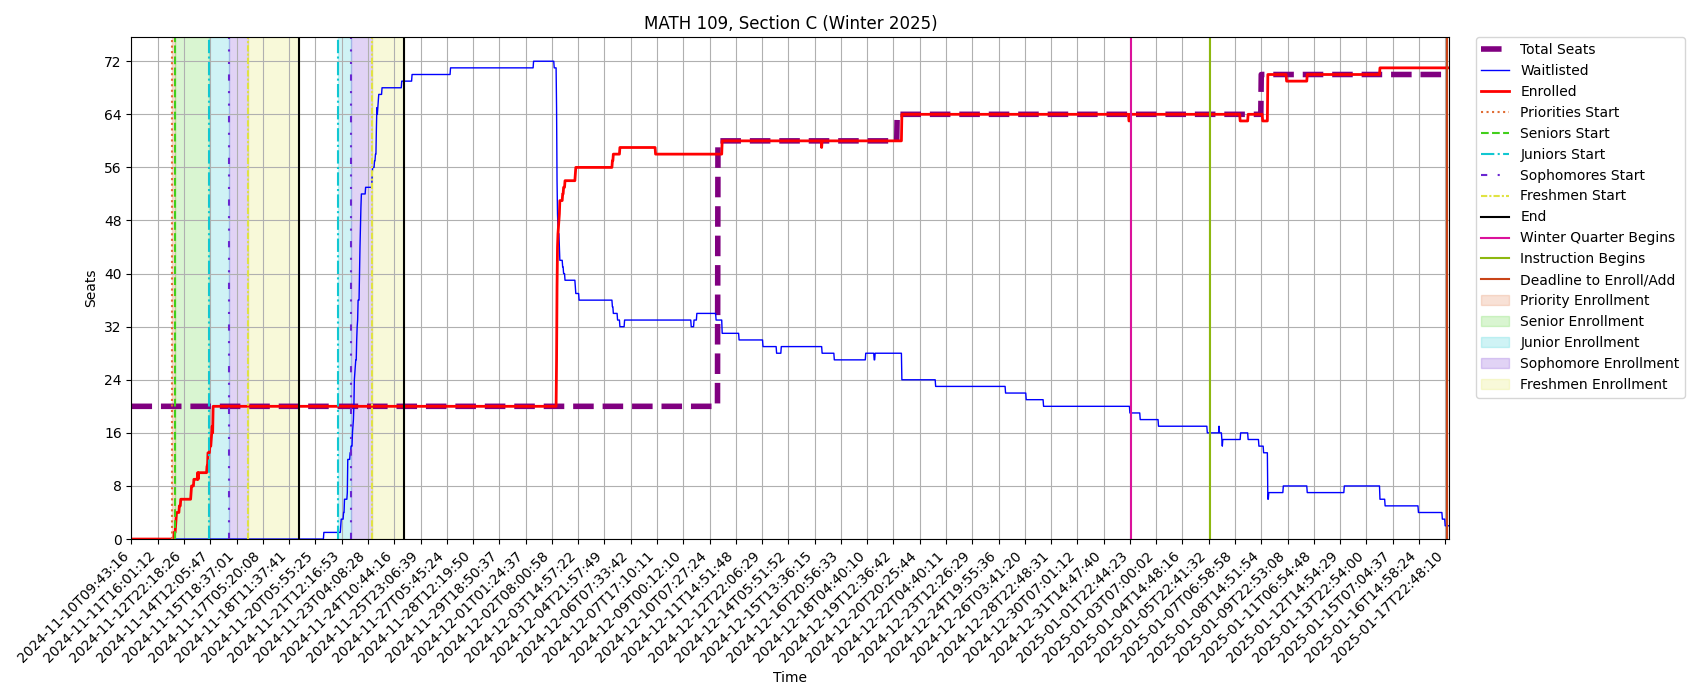 MATH 109, Section C (Winter 2025)
Seats
72
64
56
48
40
32
24
16
8
0
2024-11-10T09:43:16
2024-11-11T16:01:12
2024-11-12T22:18:26
2024-11-14T12:05:47
2024-11-15T18:37:01
2024-11-17T05:20:08
2024-11-18T11:37:41
2024-11-20T05:55:25
2024-11-21T12:16:53
2024-11-23T04:08:28
2024-11-24T10:44:16
2024-11-25T23:06:39
2024-11-27T05:45:24
2024-11-28T12:19:50
2024-11-29T18:50:37
2024-12-01T01:24:37
2024-12-02T08:00:58
2024-12-03T14:57:22
2024-12-04T21:57:49
2024-12-06T07:33:42
2024-12-07T17:10:11
2024-12-09T00:12:10
2024-12-10T07:27:24
2024-12-11T14:51:48
2024-12-12T22:06:29
2024-12-14T05:51:52
2024-12-15T13:36:15
2024-12-16T20:56:33
2024-12-18T04:40:10
2024-12-19T12:36:42
2024-12-20T20:25:44
2024-12-22T04:40:11
2024-12-23T12:26:29
2024-12-24T19:55:36
2024-12-26T03:41:20
2024-12-28T22:48:31
2024-12-30T07:01:12
2024-12-31T14:47:40
2025-01-01T22:44:23
2025-01-03T07:00:02
2025-01-04T14:48:16
2025-01-05T22:41:32
2025-01-07T06:58:58
2025-01-08T14:51:54
2025-01-09T22:53:08
2025-01-11T06:54:48
2025-01-12T14:54:29
2025-01-13T22:54:00
2025-01-15T07:04:37
2025-01-16T14:58:24
2025-01-17T22:48:10
Time
Total Seats
Waitlisted
Enrolled
Priorities Start
Seniors Start
Juniors Start
Sophomores Start
Freshmen Start
End
Winter Quarter Begins
Instruction Begins
Deadline to Enroll/Add
Priority Enrollment
Senior Enrollment
Junior Enrollment
Sophomore Enrollment
Freshmen Enrollment